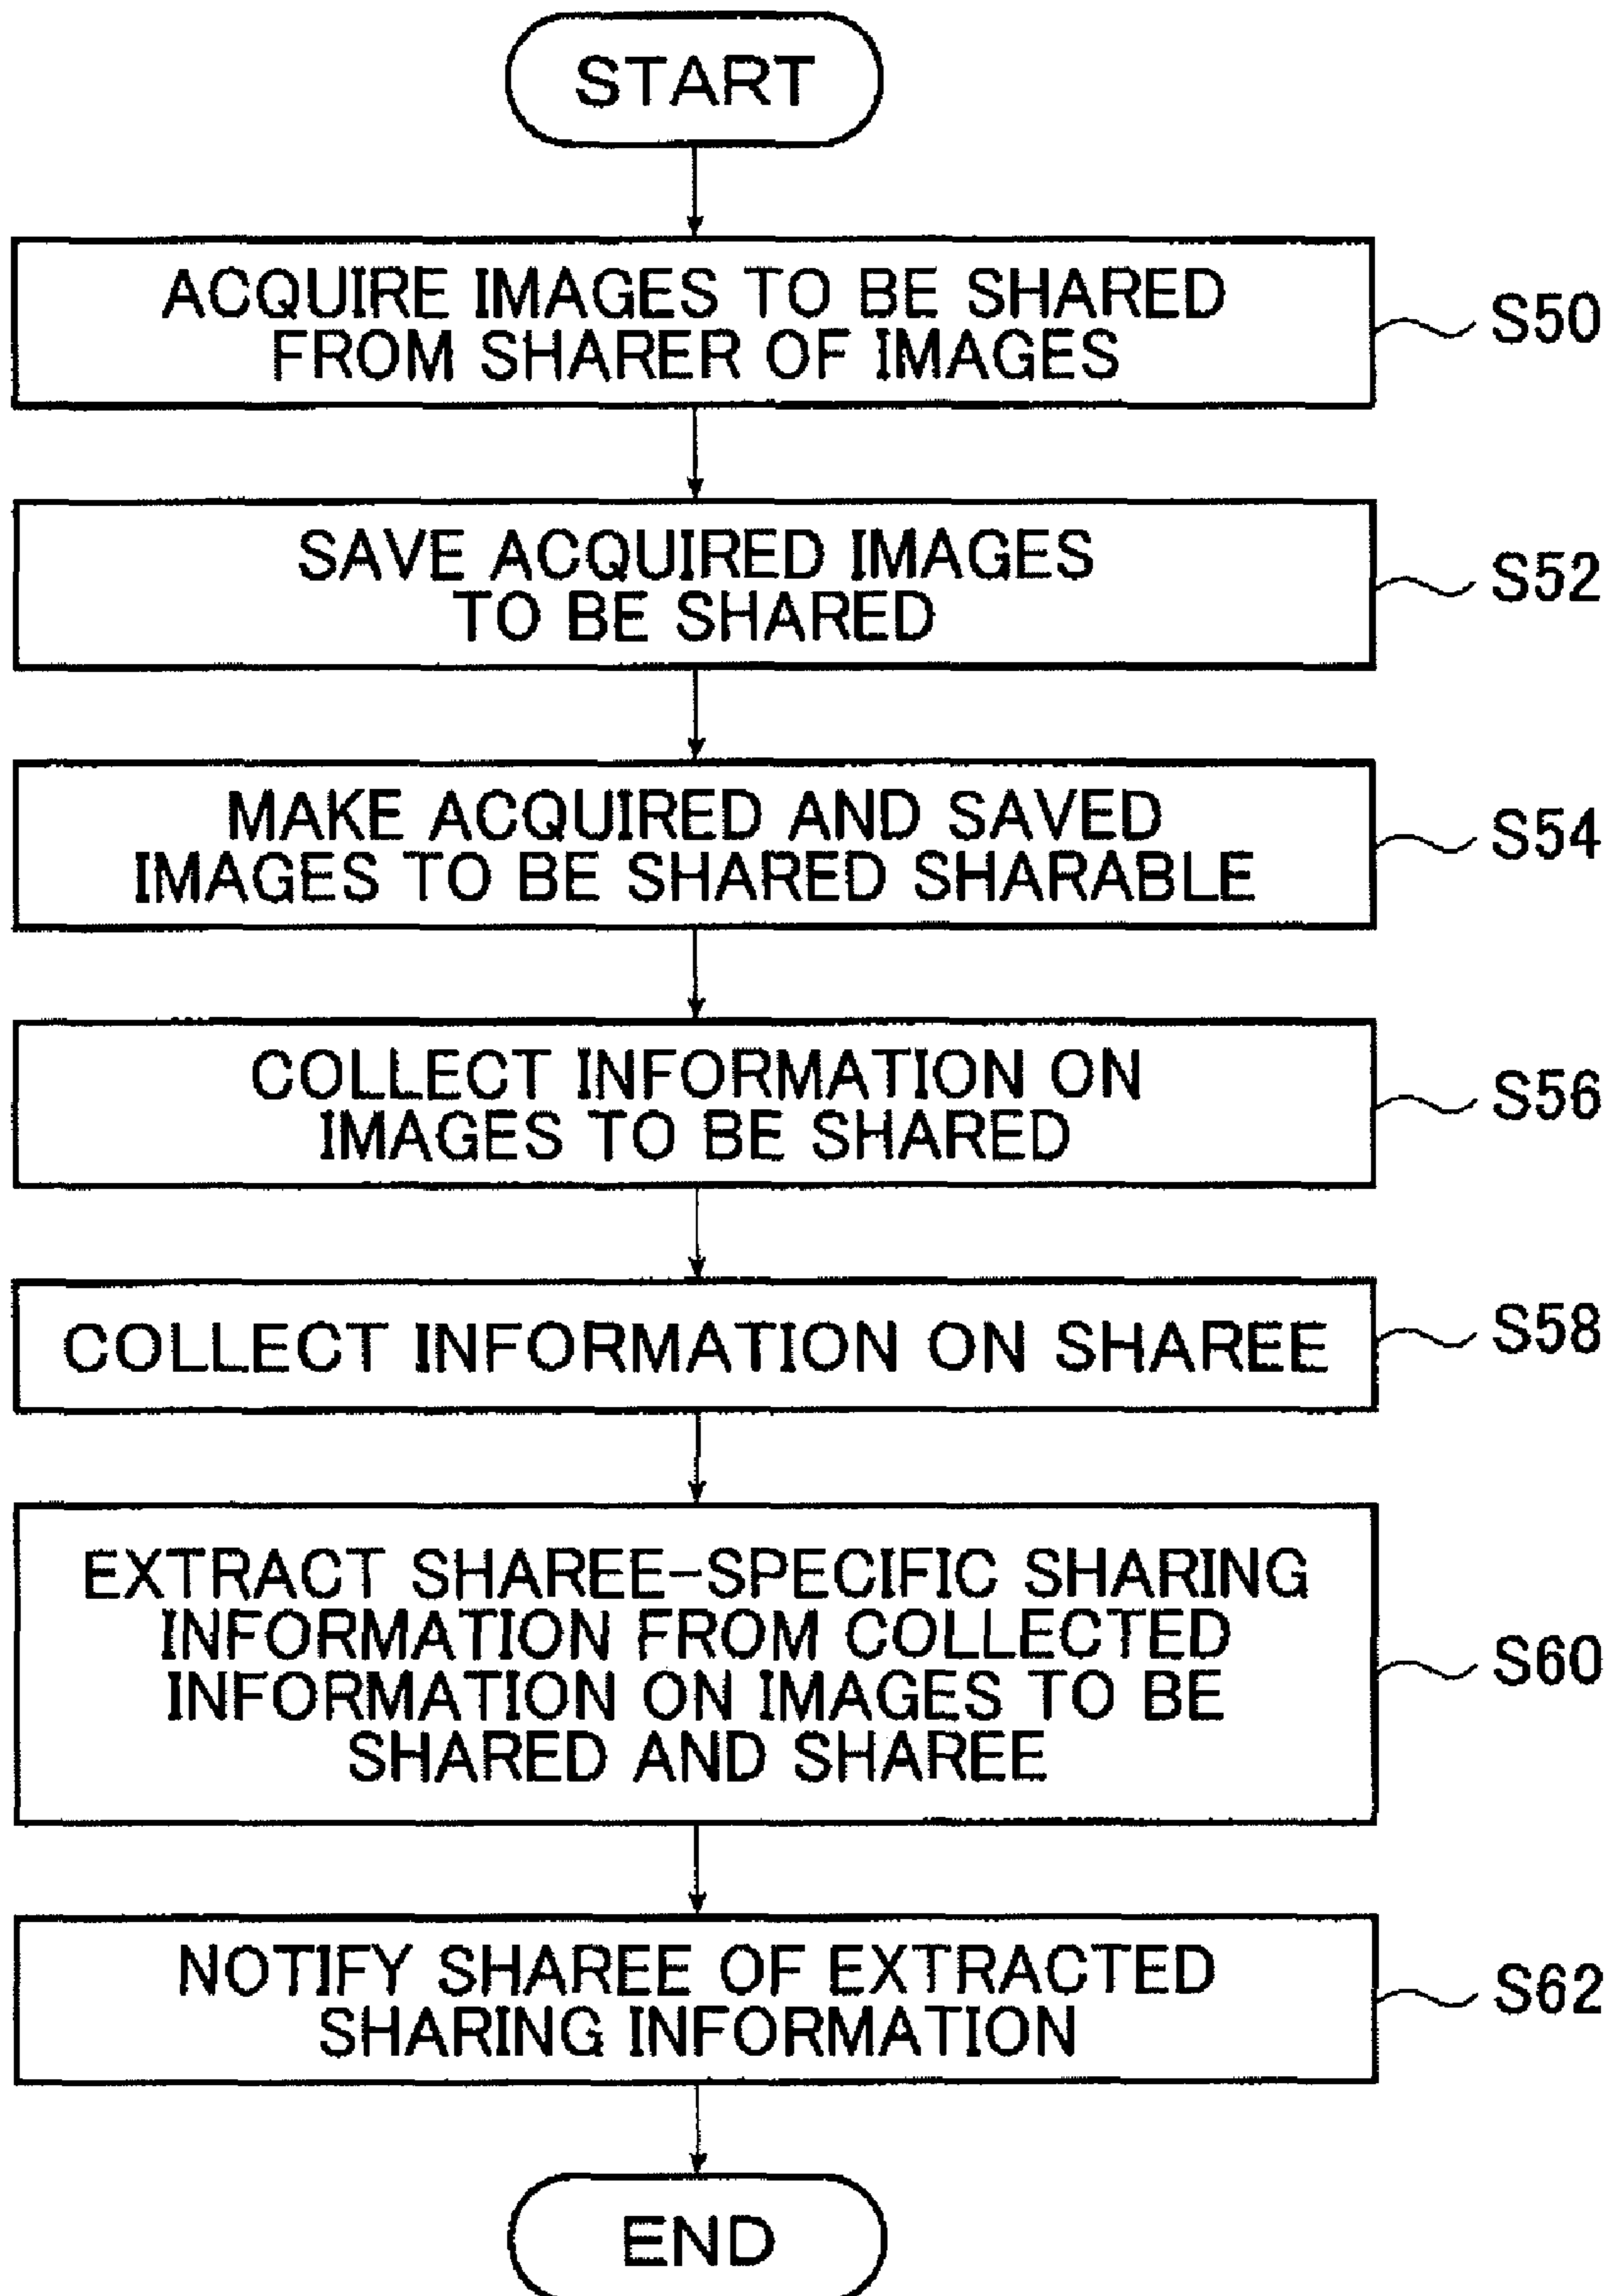 START
ACQUIRE IMAGES TO BE SHARED
FROM SHARER OF IMAGES
S50
SAVE ACQUIRED IMAGES
TO BE SHARED
S52
MAKE ACQUIRED AND SAVED
IMAGES TO BE SHARED SHARABLE
S54
COLLECT INFORMATION ON
IMAGES TO BE SHARED
S56
COLLECT INFORMATION ON SHAREE
S58
EXTRACT SHAREE-SPECIFIC SHARING
INFORMATION FROM COLLECTED
INFORMATION ON IMAGES TO BE
SHARED AND SHAREE
S60
NOTIFY SHAREE OF EXTRACTED
SHARING INFORMATION
S62
END